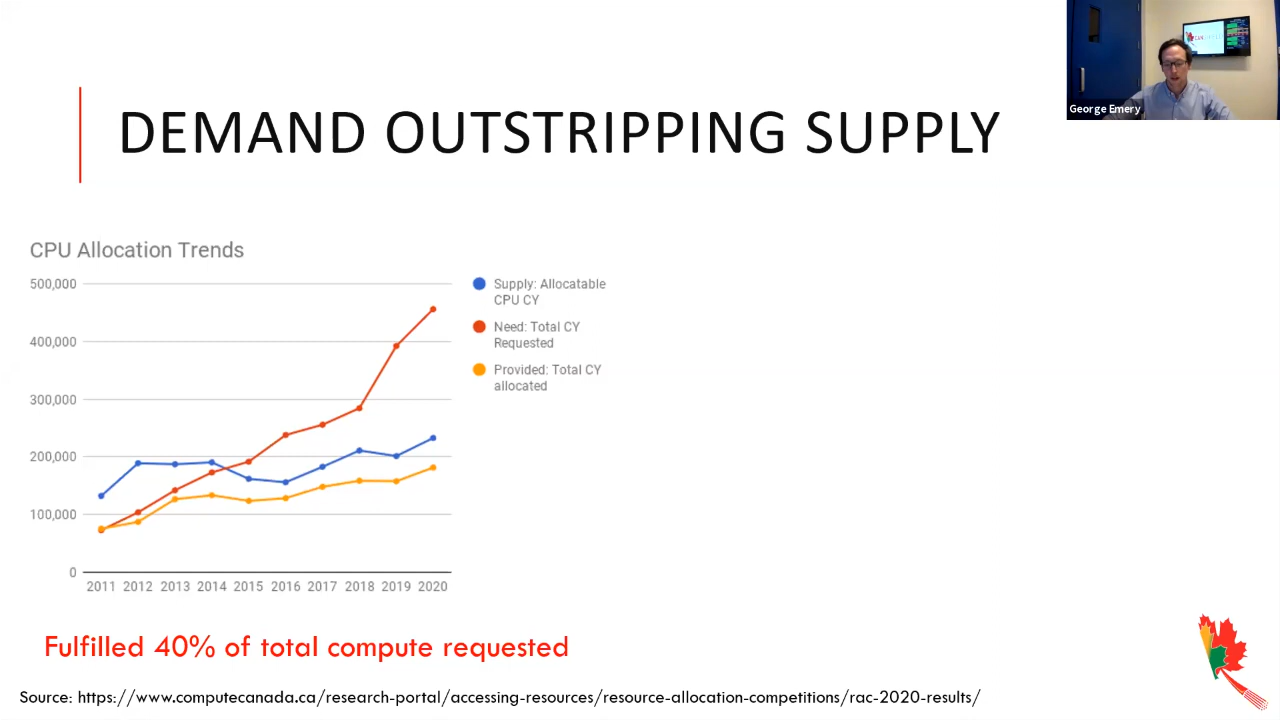 DEMAND OUTSTRIPPING SUPPLY
George Emery
CPU Allocation Trends
500,000
400,000
300,000
200,000
100,000
0
2011 2012 2013 2014 2015 2016 2017 2018 2019 2020
Supply: Allocatable
CPU CY
Need: Total CY
Requested
Provided: Total CY
allocated
Fulfilled 40% of total compute requested
Source: https://www.computecanada.ca/research-portal/accessing-resources/resource-allocation-competitions/rac-2020-results/